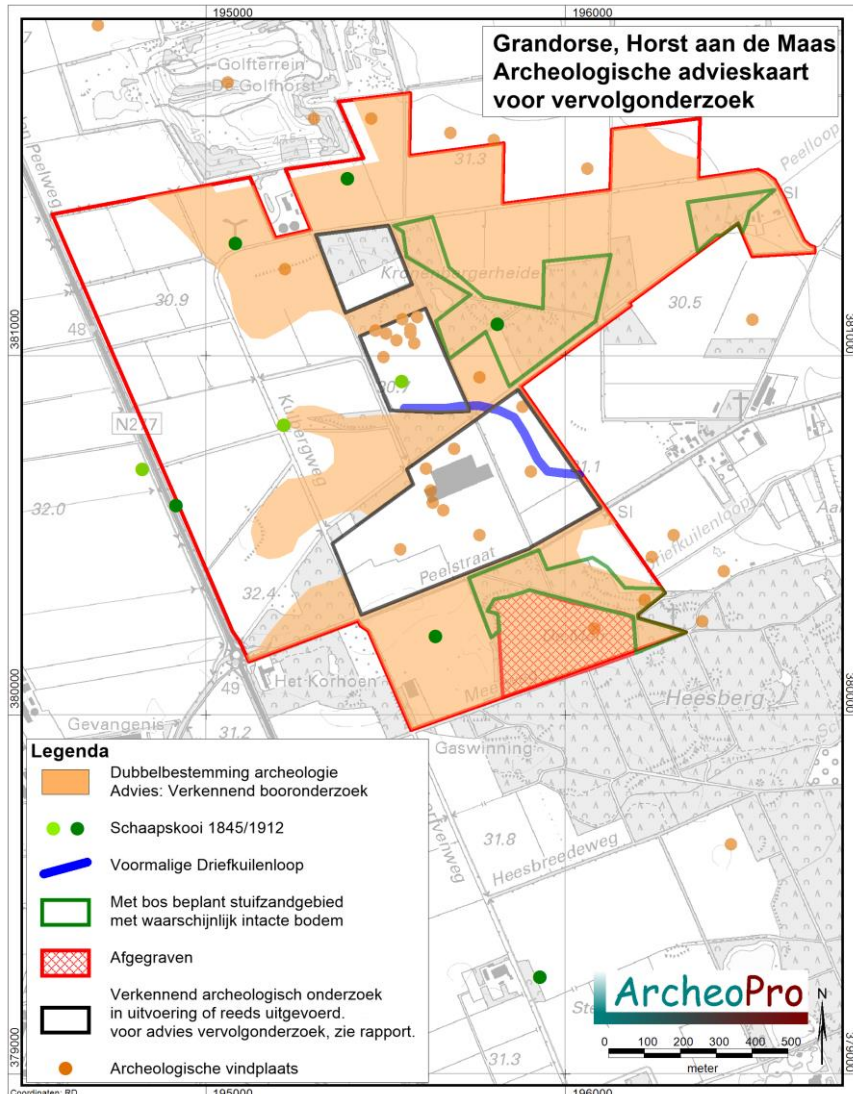 195000
196000
Grandorse, Horst aan de Maas
Archeologische advieskaart
voor vervolgonderzoek
Golfterrein
De Golfhorst
Peelweg
31.3
Peelloop
SI
Kronenbergerheide
30.9
48
30.5
381000
381000
30.7
N277
Kulbergweg
31.1
32.0
SI
Driefkuilenloop
Peelstraat
32.4
49
Het Korhoen
380000
380000
Heesberg
Gevangenis
31.2
Gaswinning
Legenda
Dubbelbestemming archeologie
Advies: Verkennend booronderzoek
Schaapskooi 1845/1912
Voormalige Driefkuilenloop
Met bos beplant stuifzandgebied
met waarschijnlijk intacte bodem
Afgegraven
Verkennend archeologisch onderzoek
in uitvoering of reeds uitgevoerd.
voor advies vervolgonderzoek, zie rapport.
Archeologische vindplaats
31.8
Heesbreedeweg
31.3
ArcheoPro
N
0 100 200 300 400 500
meter
379000
379000
Coordinaten: RD
195000
196000